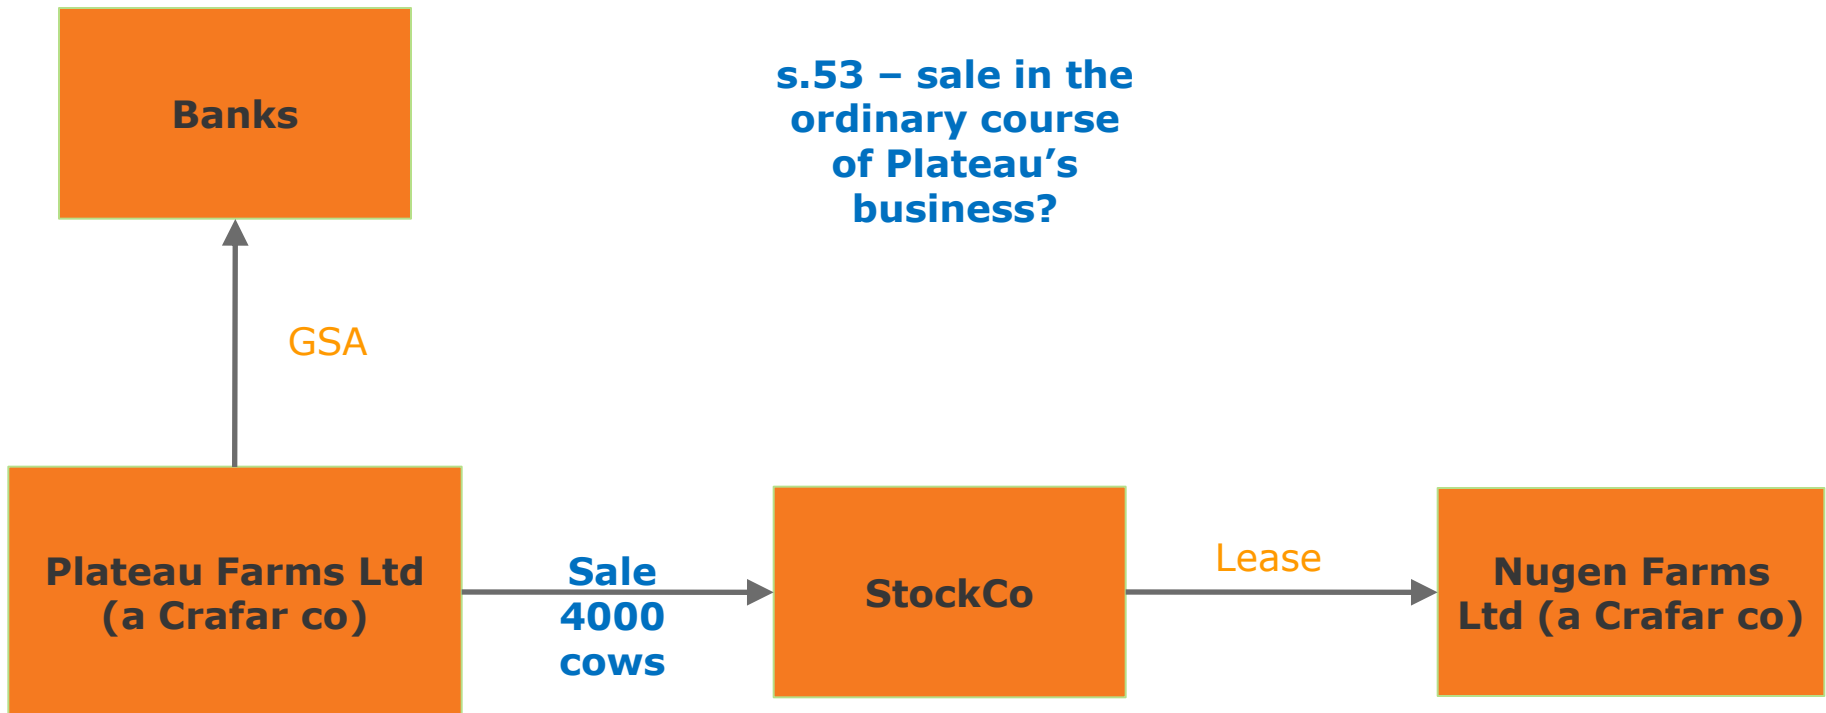 Banks
s.53 – sale in the
ordinary course
of Plateau’s
business?
GSA
Plateau Farms Ltd
(a Crafar co)
Sale
4000
cows
StockCo
Lease
Nugen Farms
Ltd (a Crafar co)